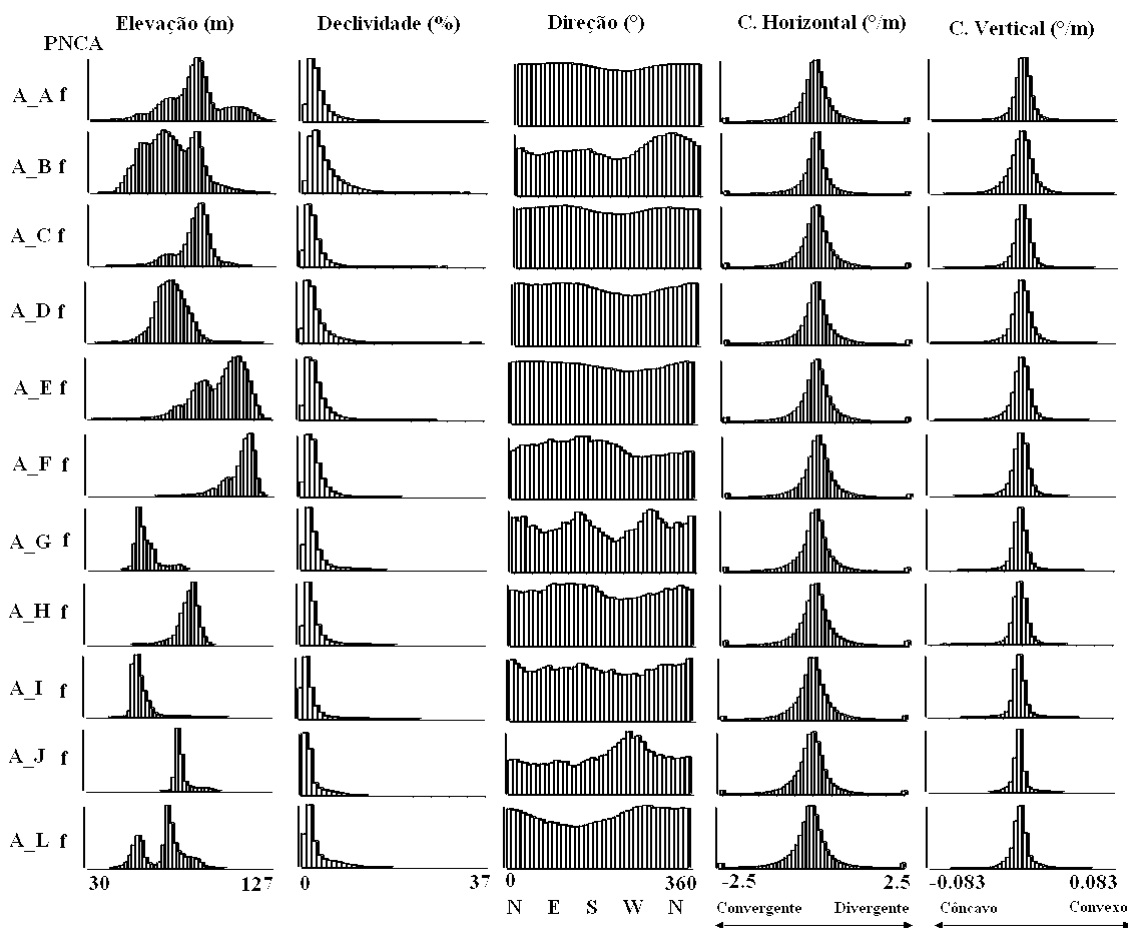 Elevação (m) Declividade (%) Direção (°) C. Horizontal (°/m) C. Vertical (°/m)
PNCA
A_A f
A_B f
A_C f
A_D f
A_E f
A_F f
A_G f
A_H f
A_I f
A_J f
A_L f
30 127 0 37 0 360 -2.5 2.5 -0.083 0.083
N E S W N Convergente Divergente Côncavo Convexo